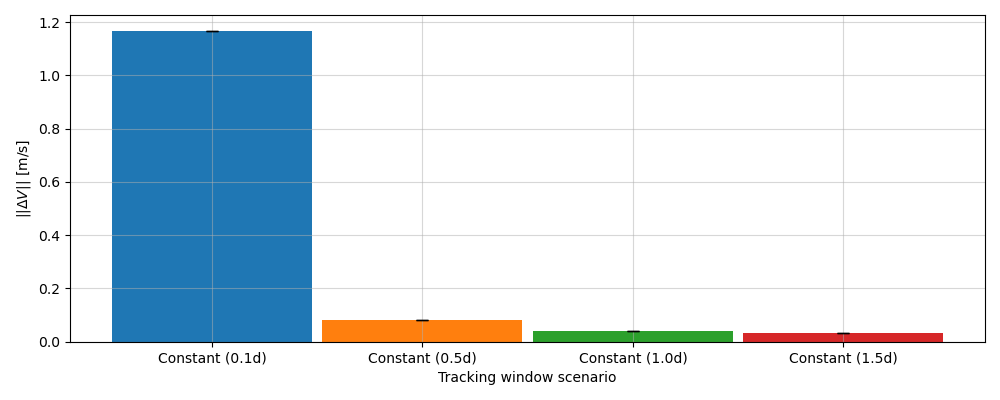 1.2
1.0
0.8
0.6
0.4
0.2
0.0
||ΔV|| [m/s]
Constant (0.1d) Constant (0.5d) Constant (1.0d) Constant (1.5d)
Tracking window scenario